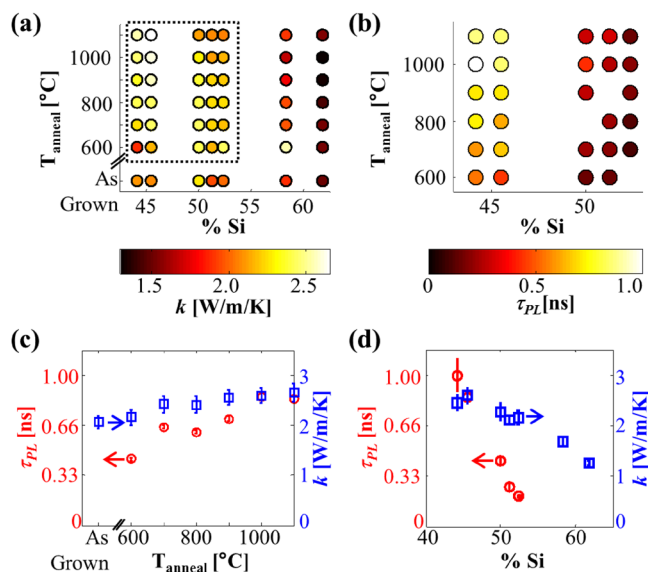 (a)
T_anneal [°C]
1000
800
600
As
Grown
45 50 55 60
% Si
1.5 2.0 2.5
k [W/m/K]
(b)
T_anneal [°C]
1000
800
600
45 50
% Si
0 0.5 1.0
τ_PL[ns]
(c)
τ_PL [ns]
1.00
0.66
0.33
0
3
2
1
0
k [W/m/K]
As
Grown
600 800 1000
T_anneal [°C]
(d)
τ_PL [ns]
1.00
0.66
0.33
0
3
2
1
0
k [W/m/K]
40 50 60
% Si